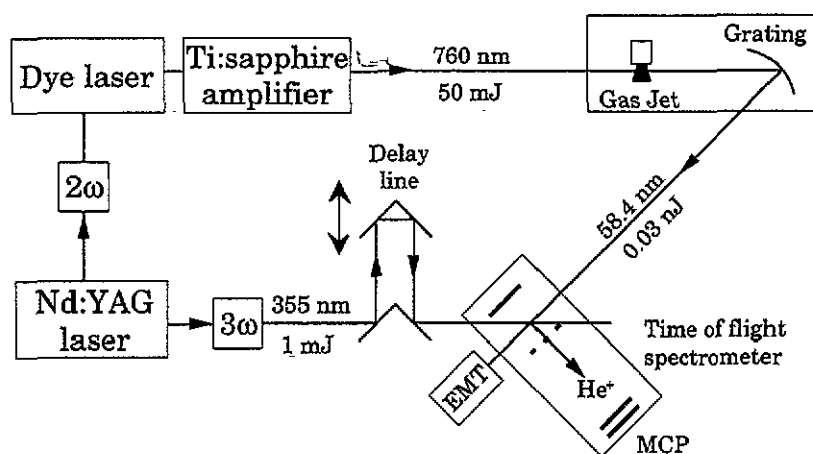 Dye laser
Ti:sapphire
amplifier
760 nm
50 mJ
Gas Jet
Grating
2ω
Delay
line
58.4 nm
0.03 nJ
Nd:YAG
laser
3ω
355 nm
1 mJ
Time of flight
spectrometer
EMT
He⁺
MCP